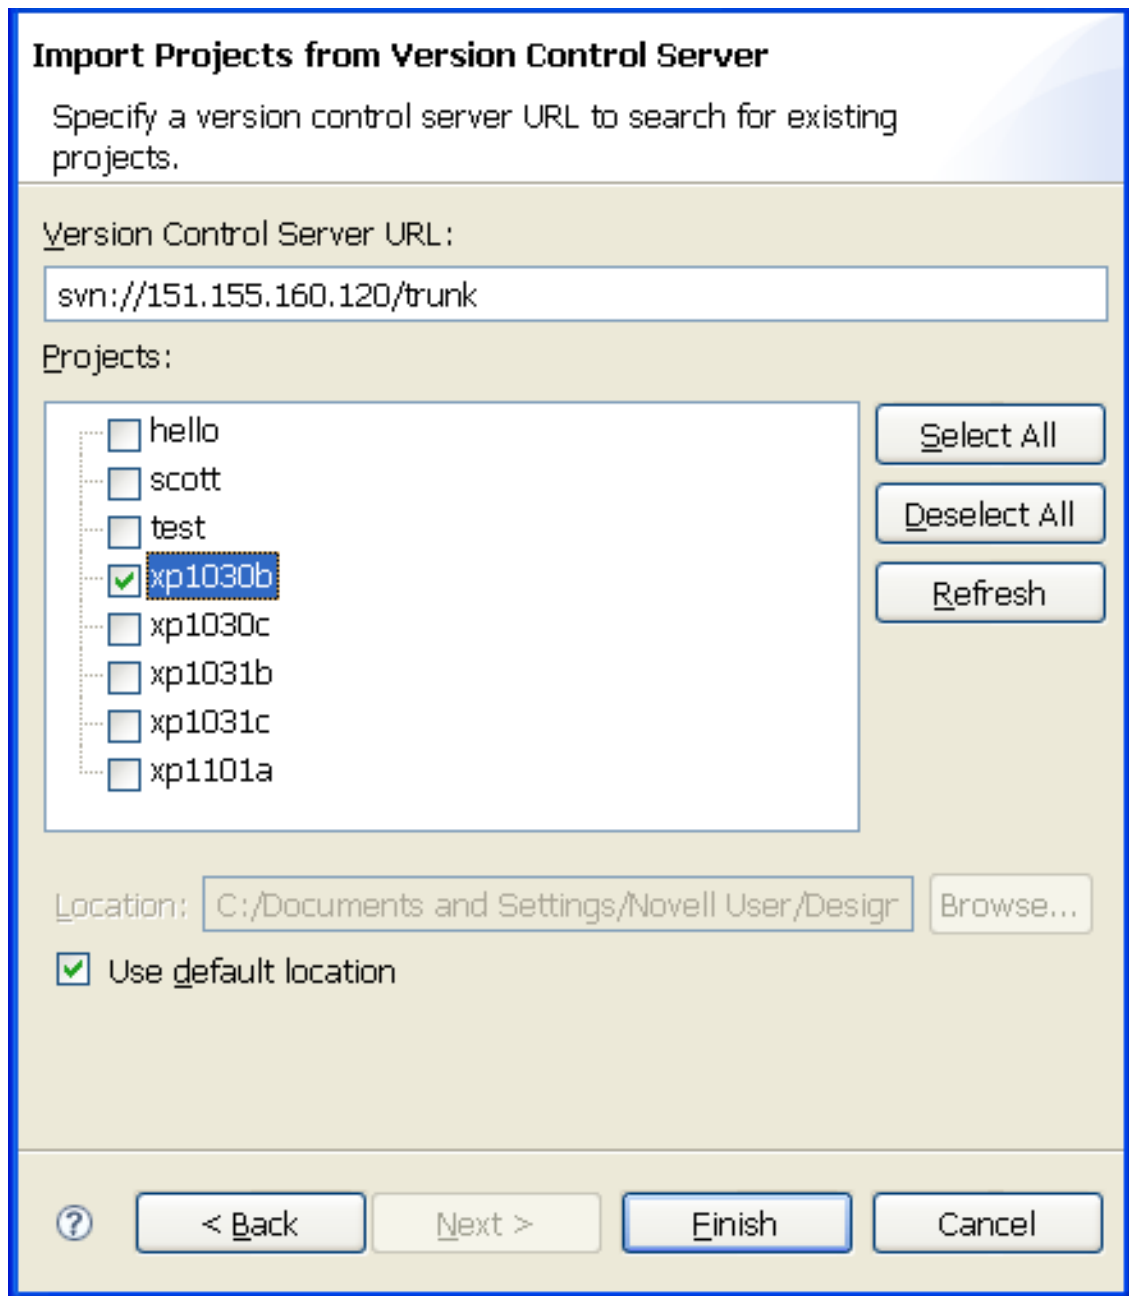 Import Projects from Version Control Server
Specify a version control server URL to search for existing
projects.
Version Control Server URL:
svn://151.155.160.120/trunk
Projects:
hello
scott
test
xp1030b
xp1030c
xp1031b
xp1031c
xp1101a
Select All
Deselect All
Refresh
Location: C:/Documents and Settings/Novell User/Design Browse...
Use default location
? < Back Next > Finish Cancel